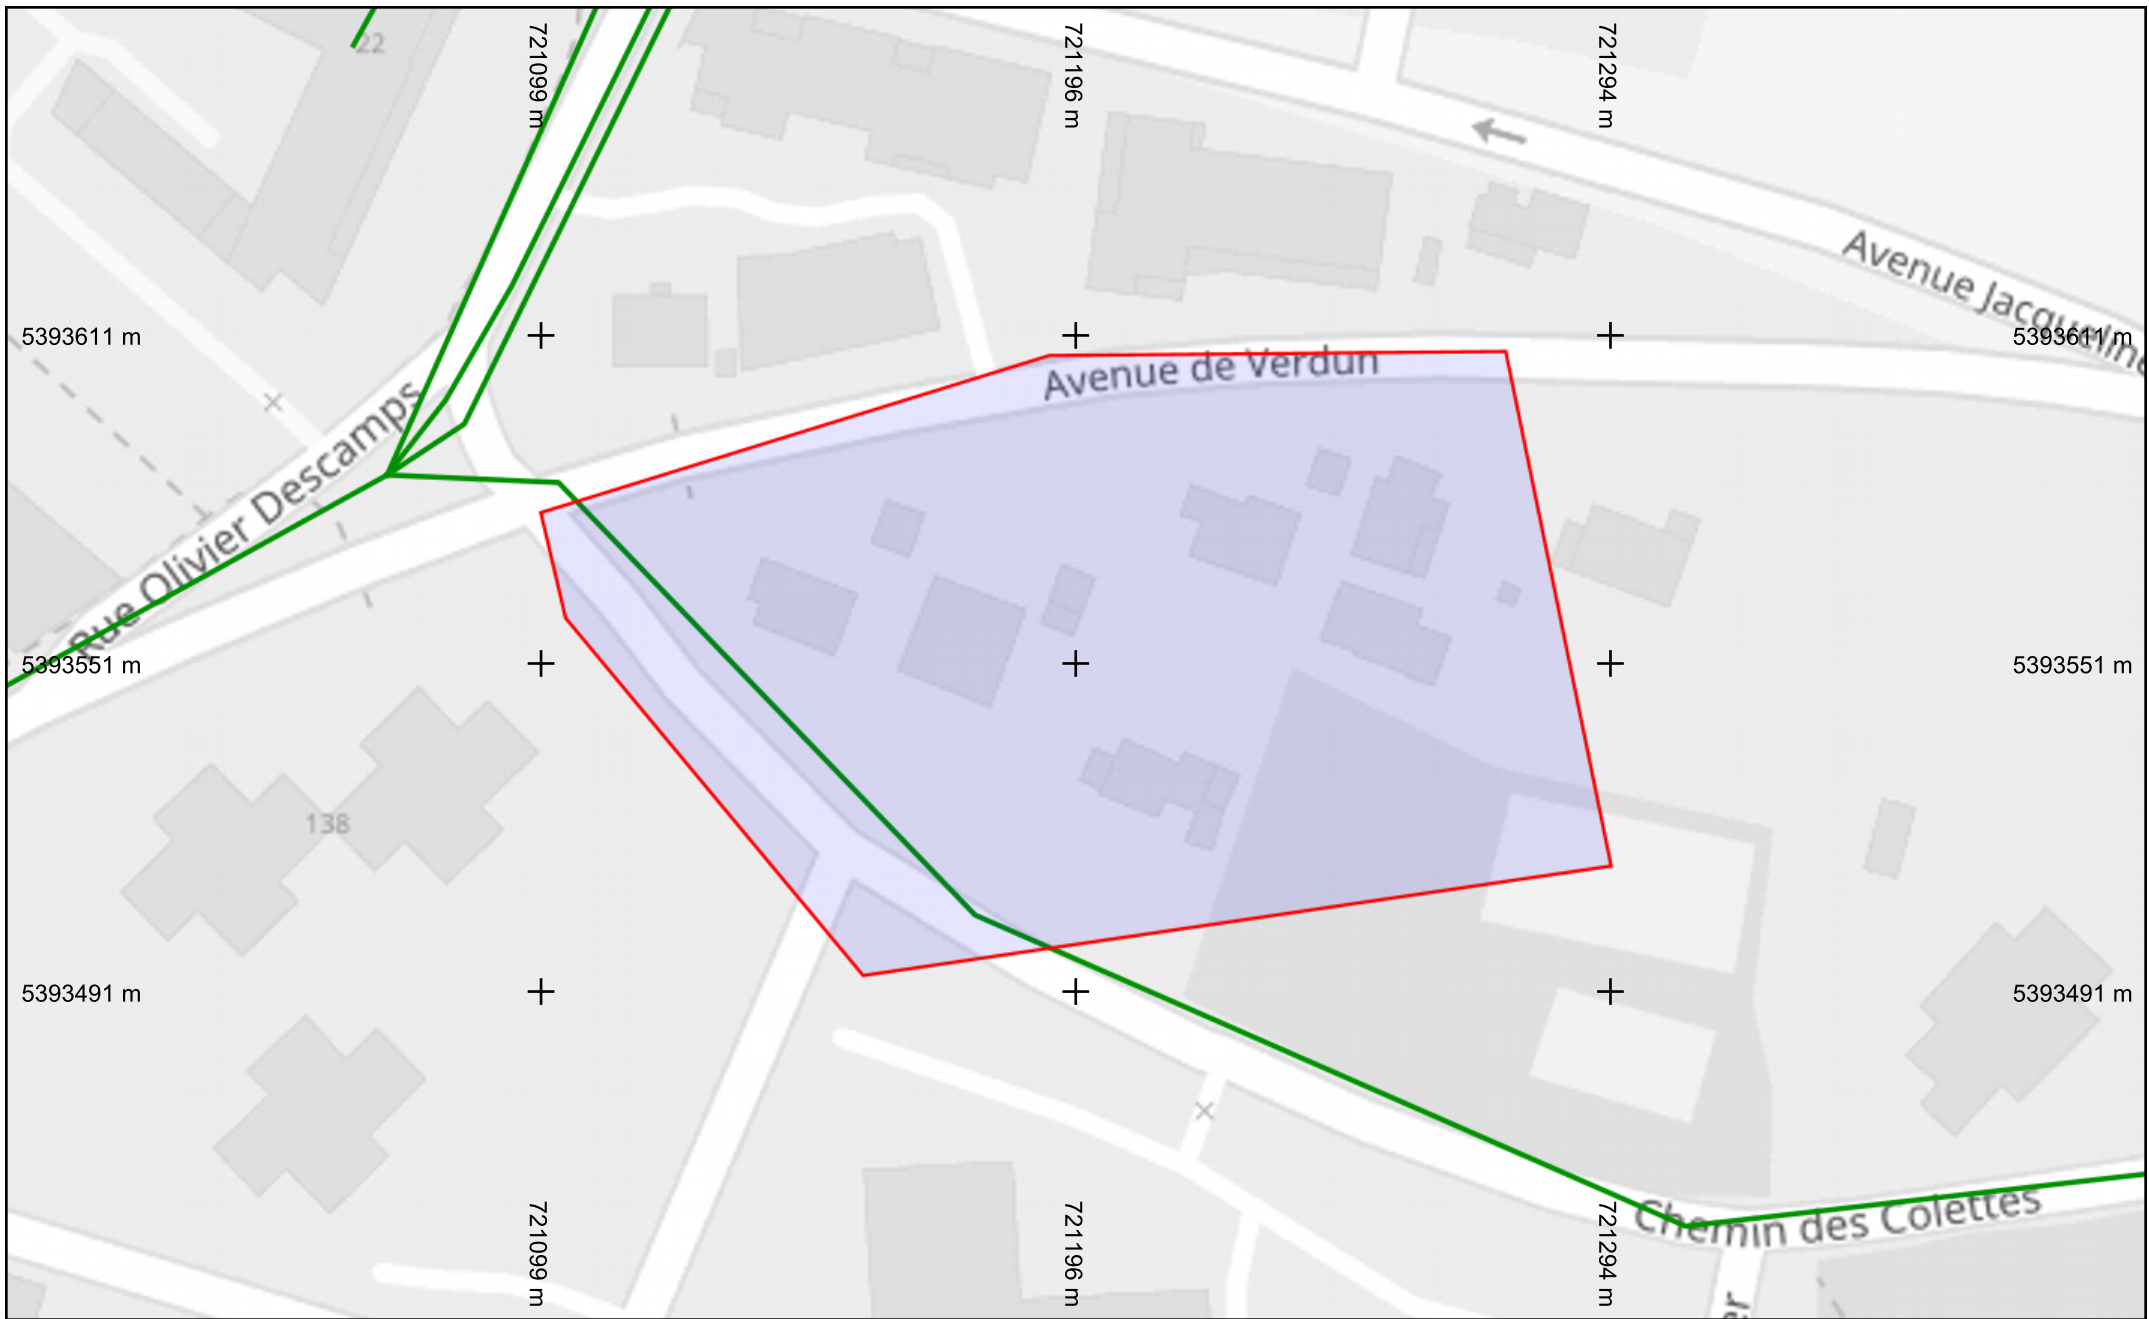 22
721099 m
721196 m
721294 m
Avenue Jacqueline
5393611 m
5393611 m
Avenue de Verdun
Rue Olivier Descamps
5393551 m
5393551 m
138
5393491 m
5393491 m
Chemin des Colettes
721099 m
721196 m
721294 m
er